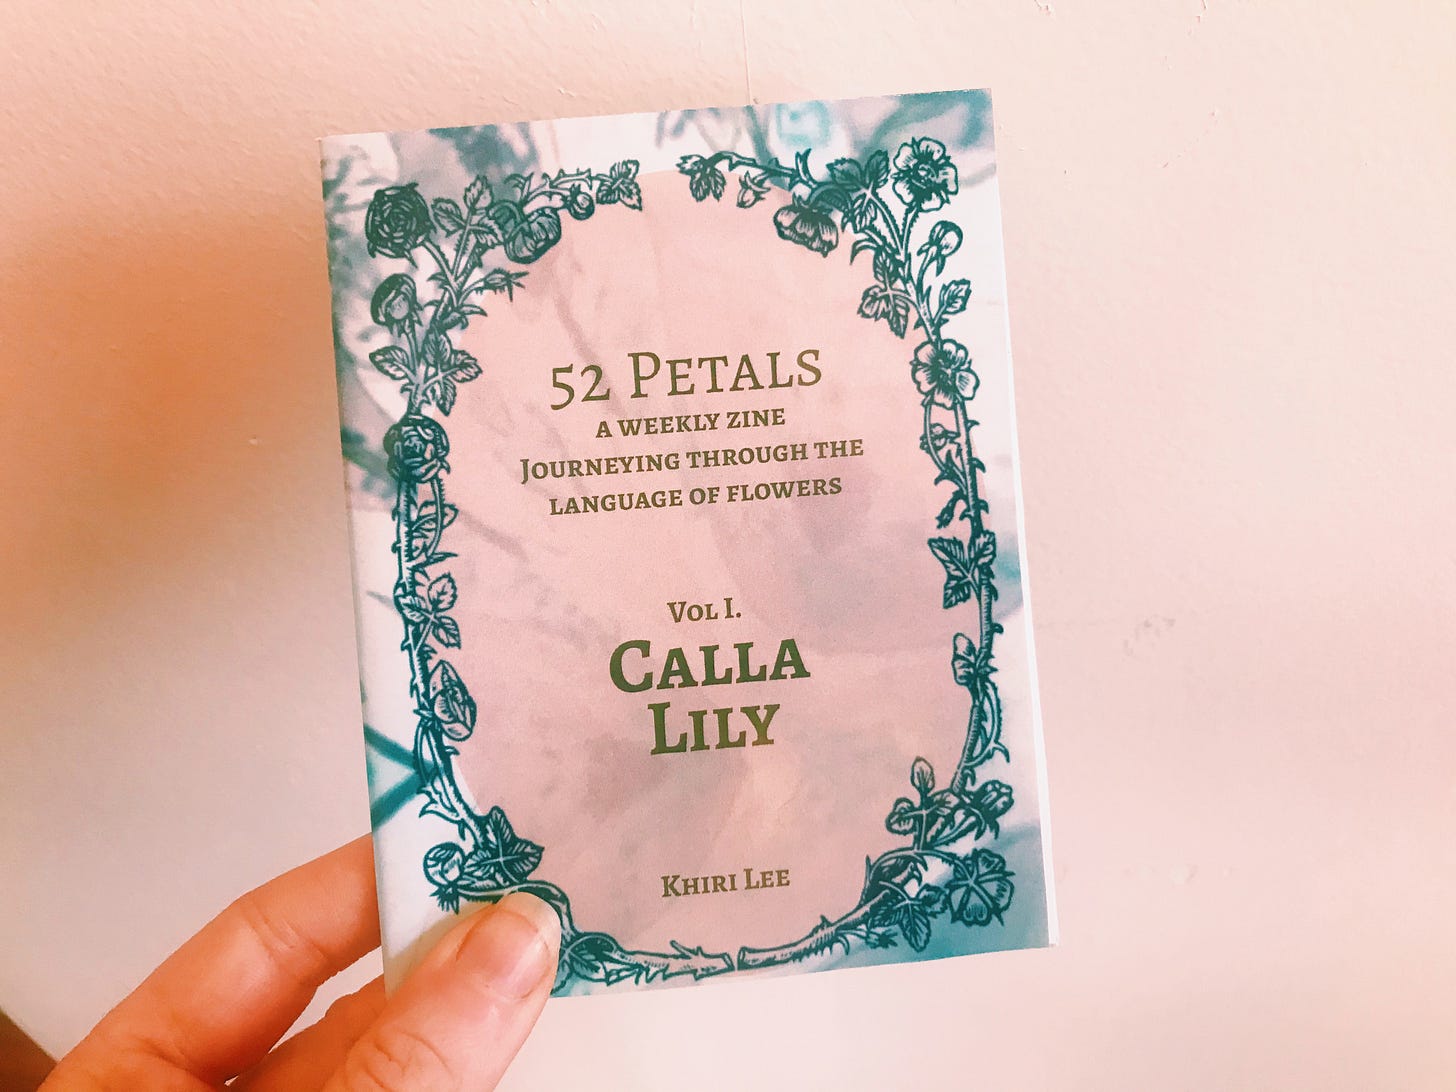 52 Petals
a weekly zine
Journeying through the
language of flowers
Vol I.
Calla
Lily
Khiri Lee